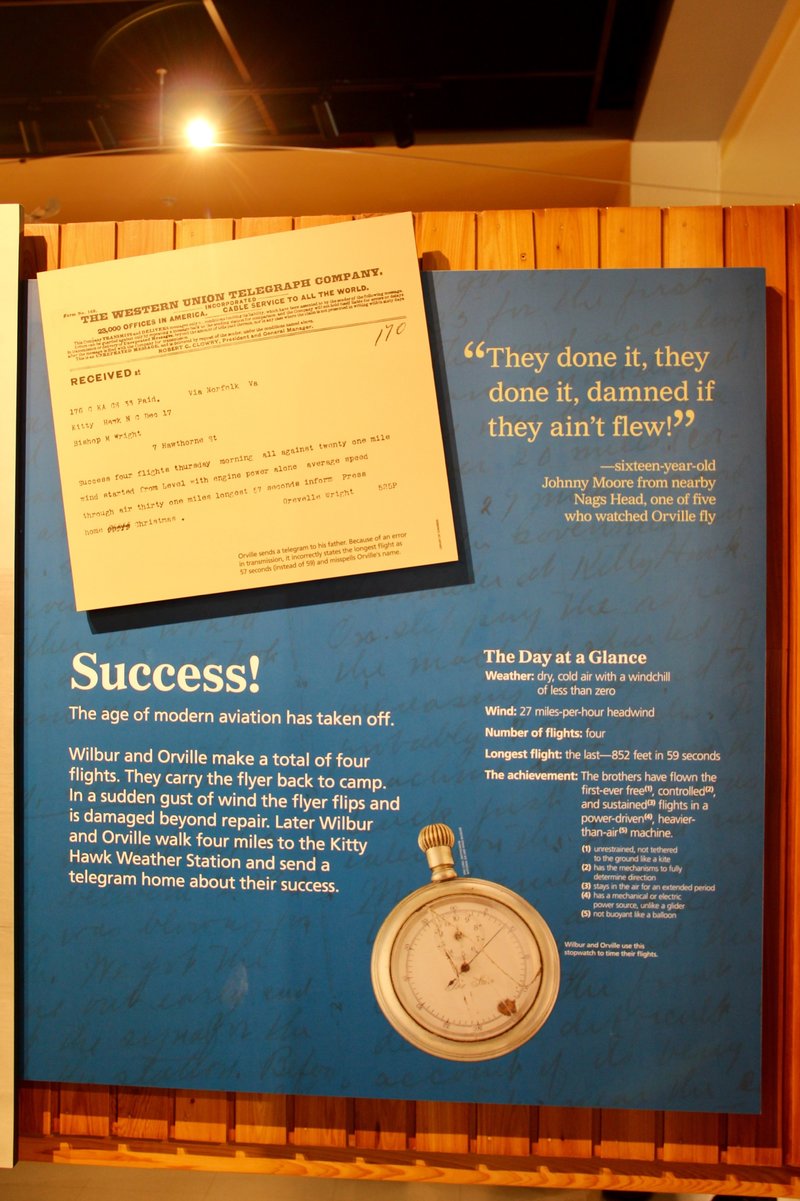 Form No. 168.
THE WESTERN UNION TELEGRAPH COMPANY.
INCORPORATED
23,000 OFFICES IN AMERICA. CABLE SERVICE TO ALL THE WORLD.
ROBERT C. CLOWRY, President and General Manager.
170
RECEIVED at
176 C KA CS 33 Paid. Via Norfolk Va
Kitty Hawk N C Dec 17
Bishop M Wright
7 Hawthorne St
Success four flights thursday morning all against twenty one mile
wind started from Level with engine power alone average speed
through air thirty one miles longest 57 seconds inform Press
home Christmas . Orevelle Wright 525P
Orville sends a telegram to his father. Because of an error
in transmission, it incorrectly states the longest flight as
57 seconds (instead of 59) and misspells Orville's name.
“They done it, they
done it, damned if
they ain't flew!”
—sixteen-year-old
Johnny Moore from nearby
Nags Head, one of five
who watched Orville fly
Success!
The age of modern aviation has taken off.
Wilbur and Orville make a total of four
flights. They carry the flyer back to camp.
In a sudden gust of wind the flyer flips and
is damaged beyond repair. Later Wilbur
and Orville walk four miles to the Kitty
Hawk Weather Station and send a
telegram home about their success.
The Day at a Glance
Weather: dry, cold air with a windchill
of less than zero
Wind: 27 miles-per-hour headwind
Number of flights: four
Longest flight: the last—852 feet in 59 seconds
The achievement: The brothers have flown the
first-ever free(1), controlled(2),
and sustained(3) flights in a
power-driven(4), heavier-
than-air(5) machine.
(1) unrestrained, not tethered
to the ground like a kite
(2) has the mechanisms to fully
determine direction
(3) stays in the air for an extended period
(4) has a mechanical or electric
power source, unlike a glider
(5) not buoyant like a balloon
Wilbur and Orville use this
stopwatch to time their flights.